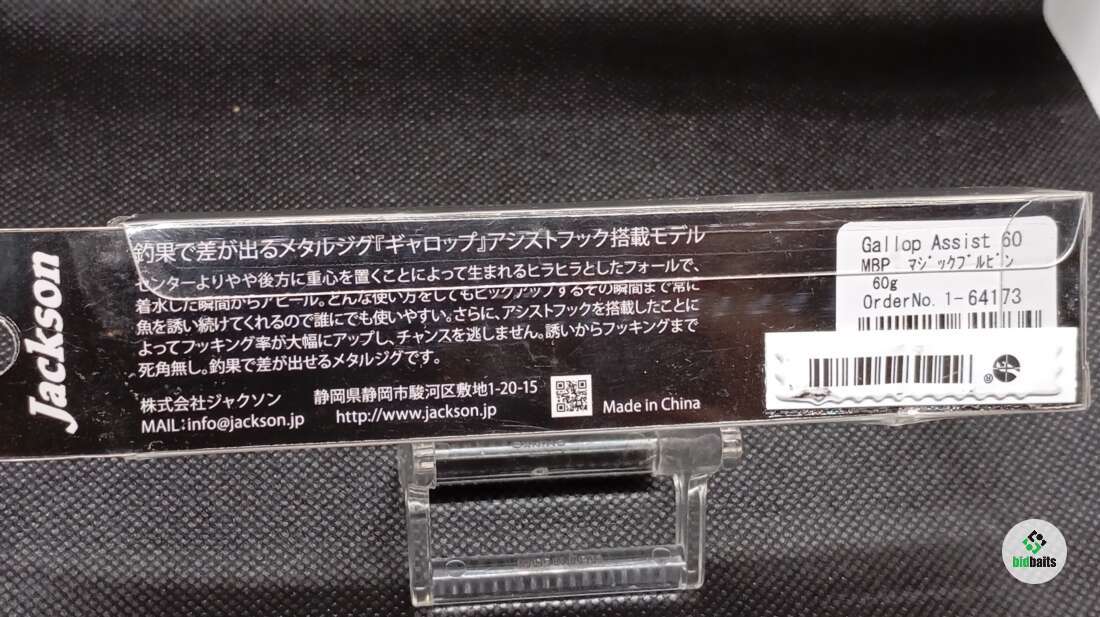 Jackson
釣果で差が出るメタルジグ『ギャロップ』アシストフック搭載モデル
センターよりやや後方に重心を置くことによって生まれるヒラヒラとしたフォールで、
着水した瞬間からアピール。どんな使い方をしてもピックアップするその瞬間まで常に
魚を誘い続けてくれるので誰にでも使いやすい。さらに、アシストフックを搭載したことに
よってフッキング率が大幅にアップし、チャンスを逃しません。誘いからフッキングまで
死角無し。釣果で差が出せるメタルジグです。
株式会社ジャクソン 静岡県静岡市駿河区敷地1-20-15
MAIL:info@jackson.jp http://www.jackson.jp
Made in China
Gallop Assist 60
MBP マジックブルピン
60g
OrderNo. 1-64173
bidbaits